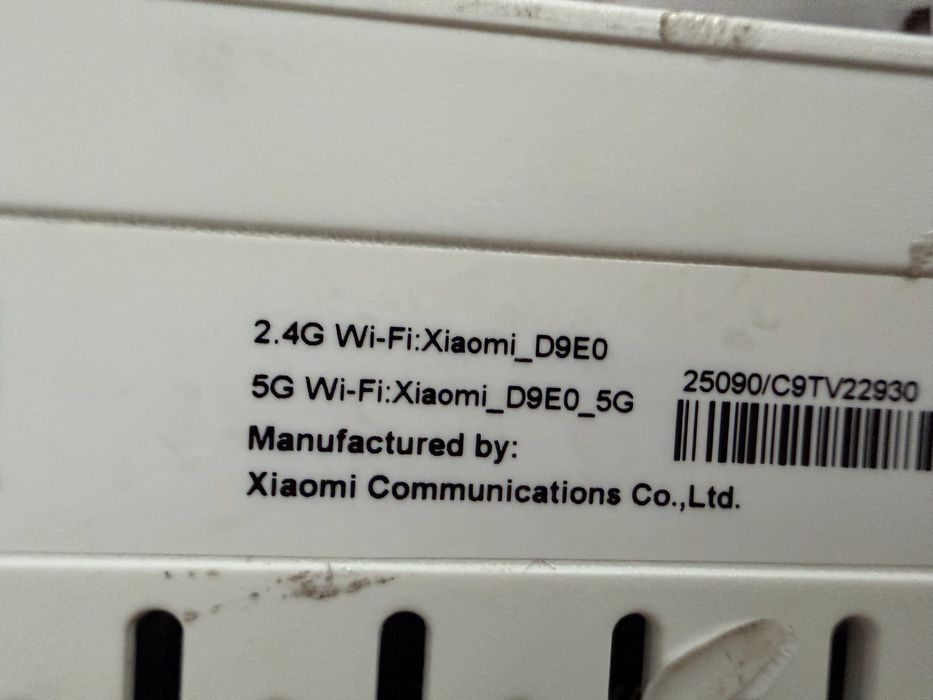 2.4G Wi-Fi:Xiaomi_D9E0
5G Wi-Fi:Xiaomi_D9E0_5G
25090/C9TV22930
Manufactured by:
Xiaomi Communications Co.,Ltd.